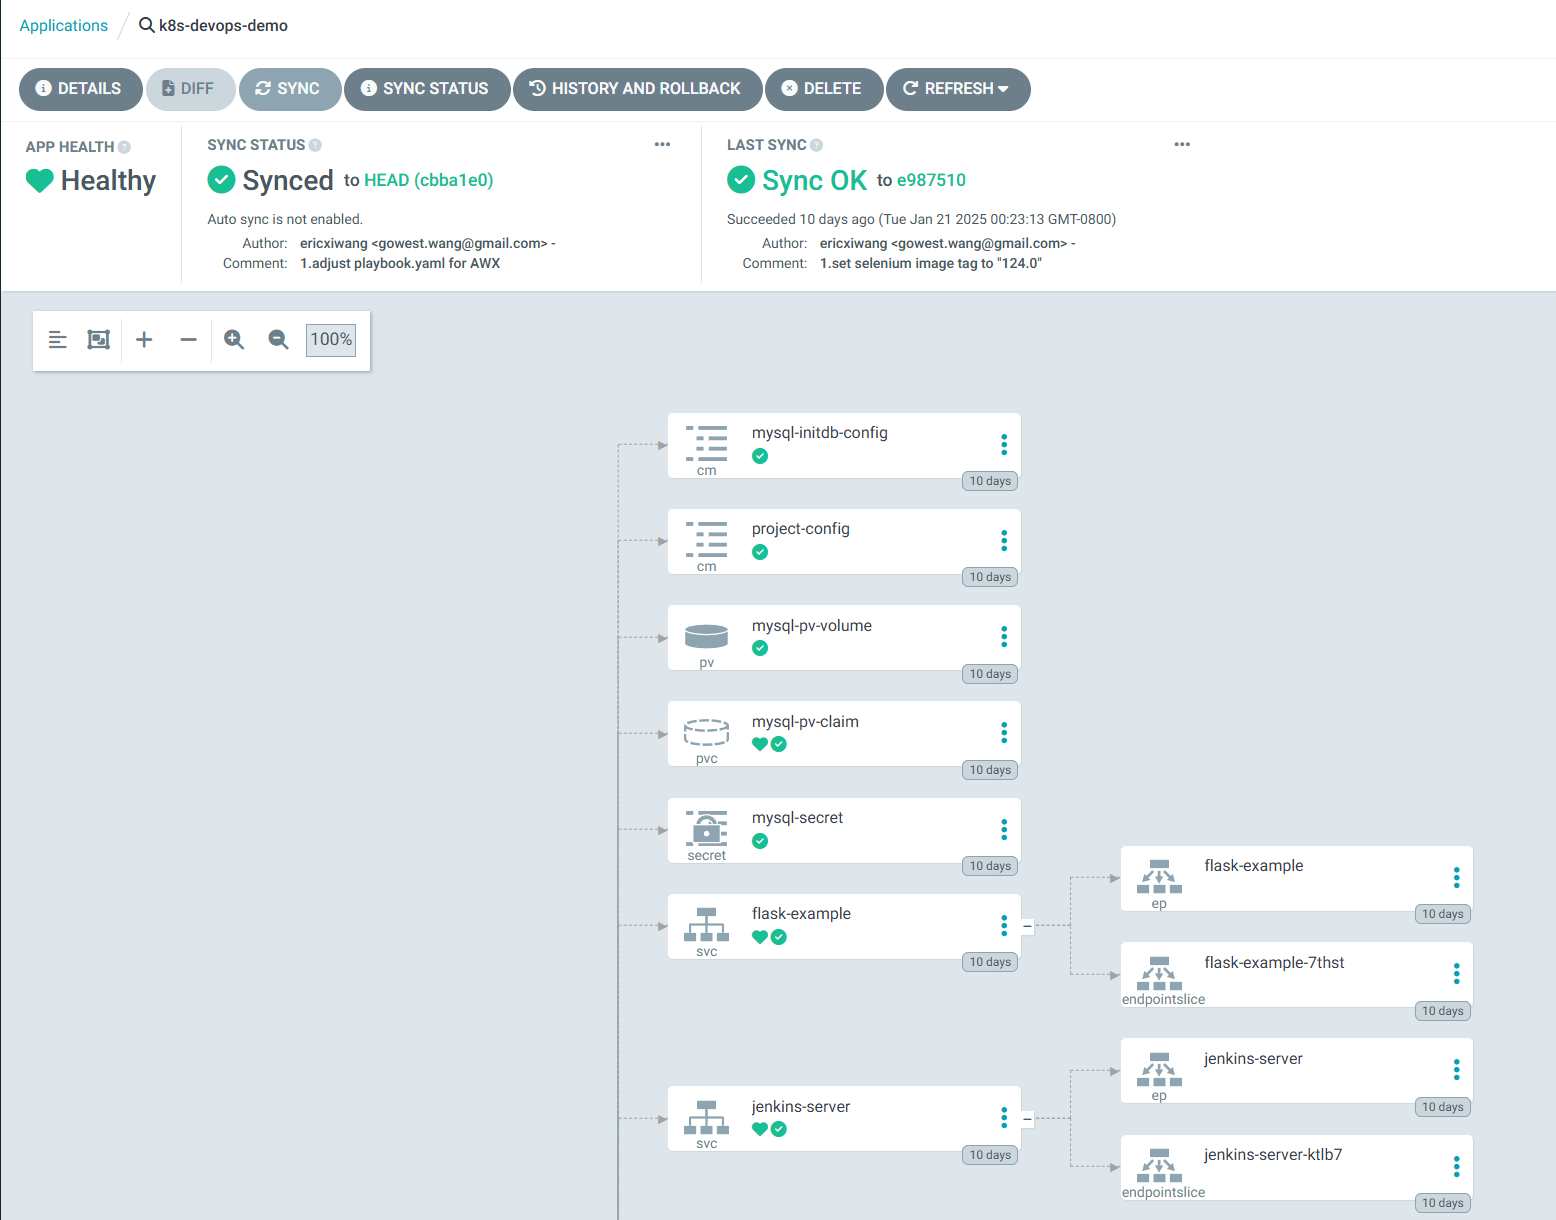 Applications / k8s-devops-demo
DETAILS DIFF SYNC SYNC STATUS HISTORY AND ROLLBACK DELETE REFRESH
APP HEALTH
Healthy
SYNC STATUS
Synced to HEAD (cbba1e0)
Auto sync is not enabled.
Author: ericxiwang <gowest.wang@gmail.com> -
Comment: 1.adjust playbook.yaml for AWX
LAST SYNC
Sync OK to e987510
Succeeded 10 days ago (Tue Jan 21 2025 00:23:13 GMT-0800)
Author: ericxiwang <gowest.wang@gmail.com> -
Comment: 1.set selenium image tag to "124.0"
100%
mysql-initdb-config
cm
10 days
project-config
cm
10 days
mysql-pv-volume
pv
10 days
mysql-pv-claim
pvc
10 days
mysql-secret
secret
10 days
flask-example
svc
10 days
flask-example
ep
10 days
flask-example-7thst
endpointslice
10 days
jenkins-server
svc
10 days
jenkins-server
ep
10 days
jenkins-server-ktlb7
endpointslice
10 days